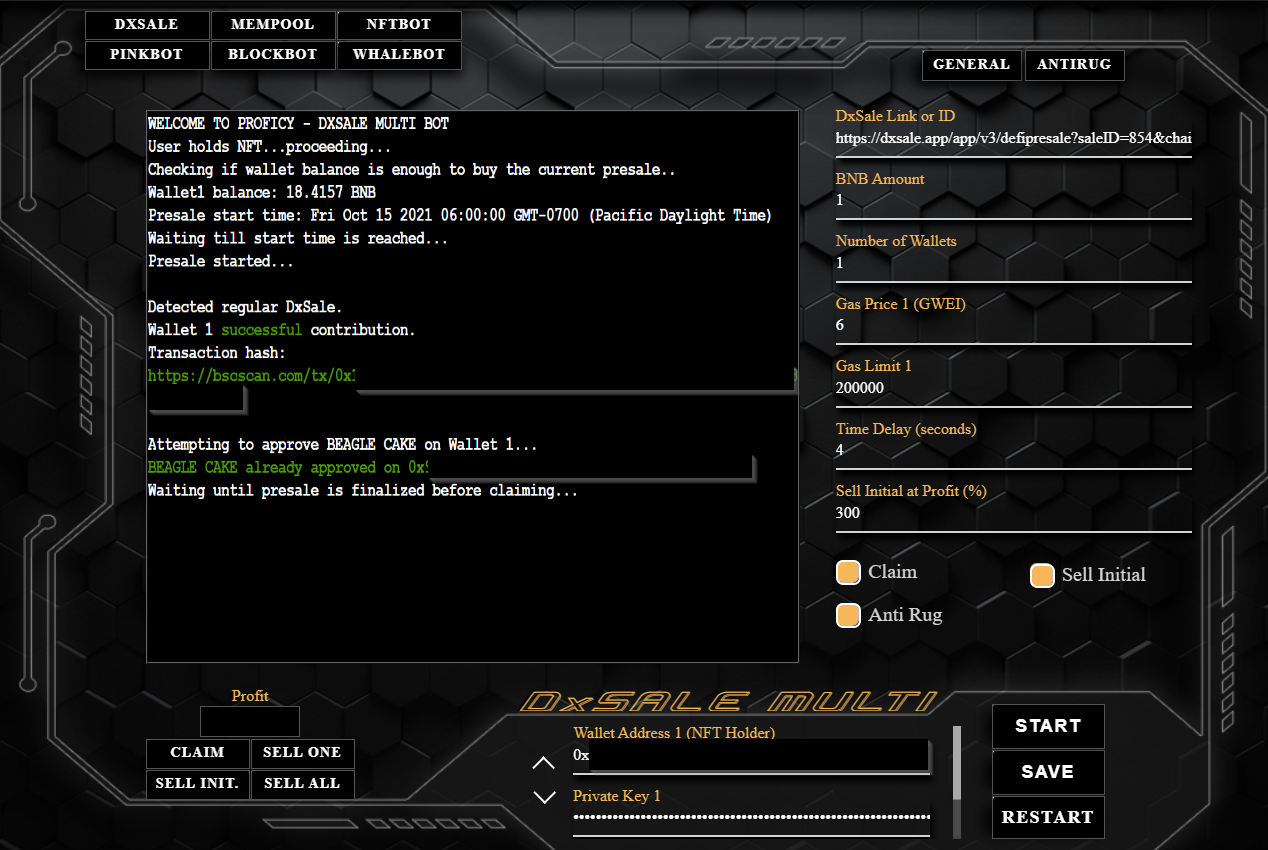 DXSALE MEMPOOL NFTBOT
PINKBOT BLOCKBOT WHALEBOT
GENERAL ANTIRUG
WELCOME TO PROFICY - DXSALE MULTI BOT
User holds NFT...proceeding...
Checking if wallet balance is enough to buy the current presale..
Wallet1 balance: 18.4157 BNB
Presale start time: Fri Oct 15 2021 06:00:00 GMT-0700 (Pacific Daylight Time)
Waiting till start time is reached...
Presale started...
Detected regular DxSale.
Wallet 1 successful contribution.
Transaction hash:
https://bscscan.com/tx/0x
Attempting to approve BEAGLE CAKE on Wallet 1...
BEAGLE CAKE already approved on 0x
Waiting until presale is finalized before claiming...
DxSale Link or ID
https://dxsale.app/app/v3/defipresale?saleID=854&chai
BNB Amount
1
Number of Wallets
1
Gas Price 1 (GWEI)
6
Gas Limit 1
200000
Time Delay (seconds)
4
Sell Initial at Profit (%)
300
Claim Sell Initial
Anti Rug
Profit
CLAIM SELL ONE
SELL INIT. SELL ALL
DxSALE MULTI
Wallet Address 1 (NFT Holder)
0x
Private Key 1
START
SAVE
RESTART